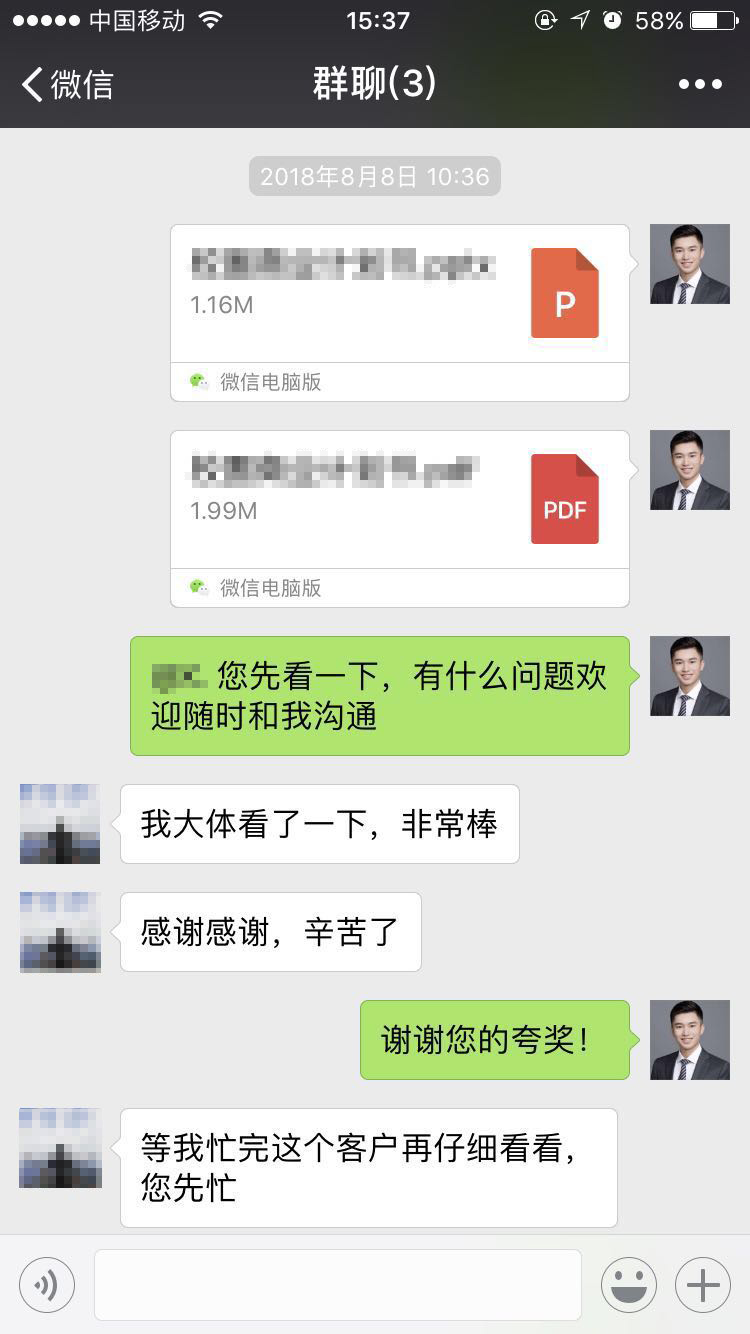 中国移动
15:37
58%
微信
群聊(3)
2018年8月8日 10:36
1.16M
P
微信电脑版
1.99M
PDF
微信电脑版
您先看一下，有什么问题欢
迎随时和我沟通
我大体看了一下，非常棒
感谢感谢，辛苦了
谢谢您的夸奖！
等我忙完这个客户再仔细看看，
您先忙